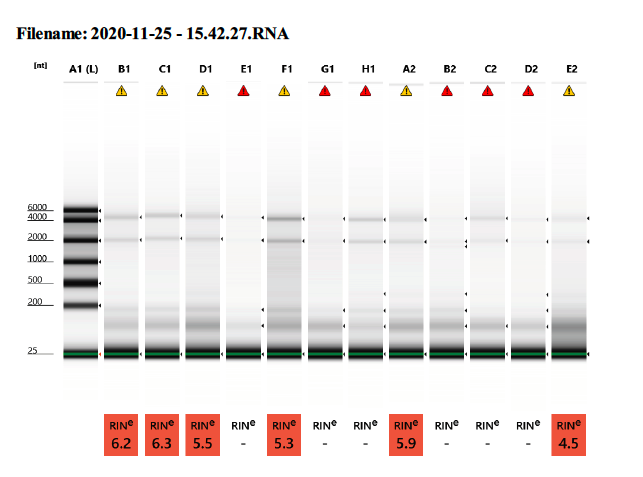 Filename: 2020-11-25 - 15.42.27.RNA
[nt] A1 (L) B1 C1 D1 E1 F1 G1 H1 A2 B2 C2 D2 E2
6000
4000
2000
1000
500
200
25
RINe RINe RINe RINe RINe RINe RINe RINe RINe RINe RINe RINe
6.2 6.3 5.5 - 5.3 - - 5.9 - - - 4.5